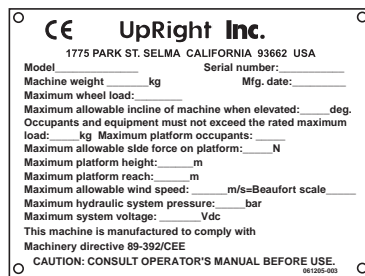 CE UpRight Inc.
1775 PARK ST. SELMA CALIFORNIA 93662 USA
Model______________ Serial number:___________
Machine weight _______kg Mfg. date:_________
Maximum wheel load:________
Maximum allowable incline of machine when elevated:_____deg.
Occupants and equipment must not exceed the rated maximum
load:_____kg Maximum platform occupants: _____
Maximum allowable sIde force on platform:_____N
Maximum platform height:______m
Maximum platform reach:______m
Maximum allowable wind speed: ______m/s=Beaufort scale_____
Maximum hydraulic system pressure:_____bar
Maximum system voltage: _______Vdc
This machine is manufactured to comply with
Machinery directive 89-392/CEE
CAUTION: CONSULT OPERATOR'S MANUAL BEFORE USE.
061205-003